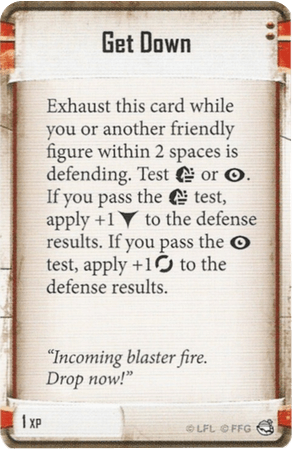 Get Down
Exhaust this card while
you or another friendly
figure within 2 spaces is
defending. Test or .
If you pass the test,
apply +1 to the defense
results. If you pass the
test, apply +1 to the
defense results.
“Incoming blaster fire.
Drop now!”
1 XP
© LFL © FFG